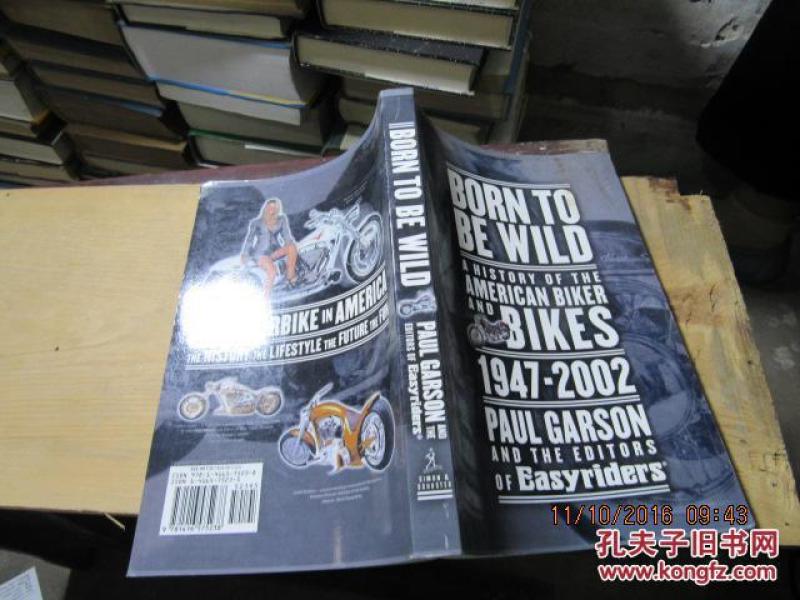 BORN TO
BE WILD
A HISTORY OF THE
AMERICAN BIKER
AND
BIKES
1947-2002
PAUL GARSON
AND THE EDITORS
OF Easyriders®
BORN TO BE WILD
PAUL GARSON AND THE
EDITORS OF Easyriders®
SIMON &
SCHUSTER
RBIKE IN AMERICA
THE HISTORY THE LIFESTYLE THE FUTURE THE
11/10/2016 09:43
孔夫子旧书网
www.kongfz.com